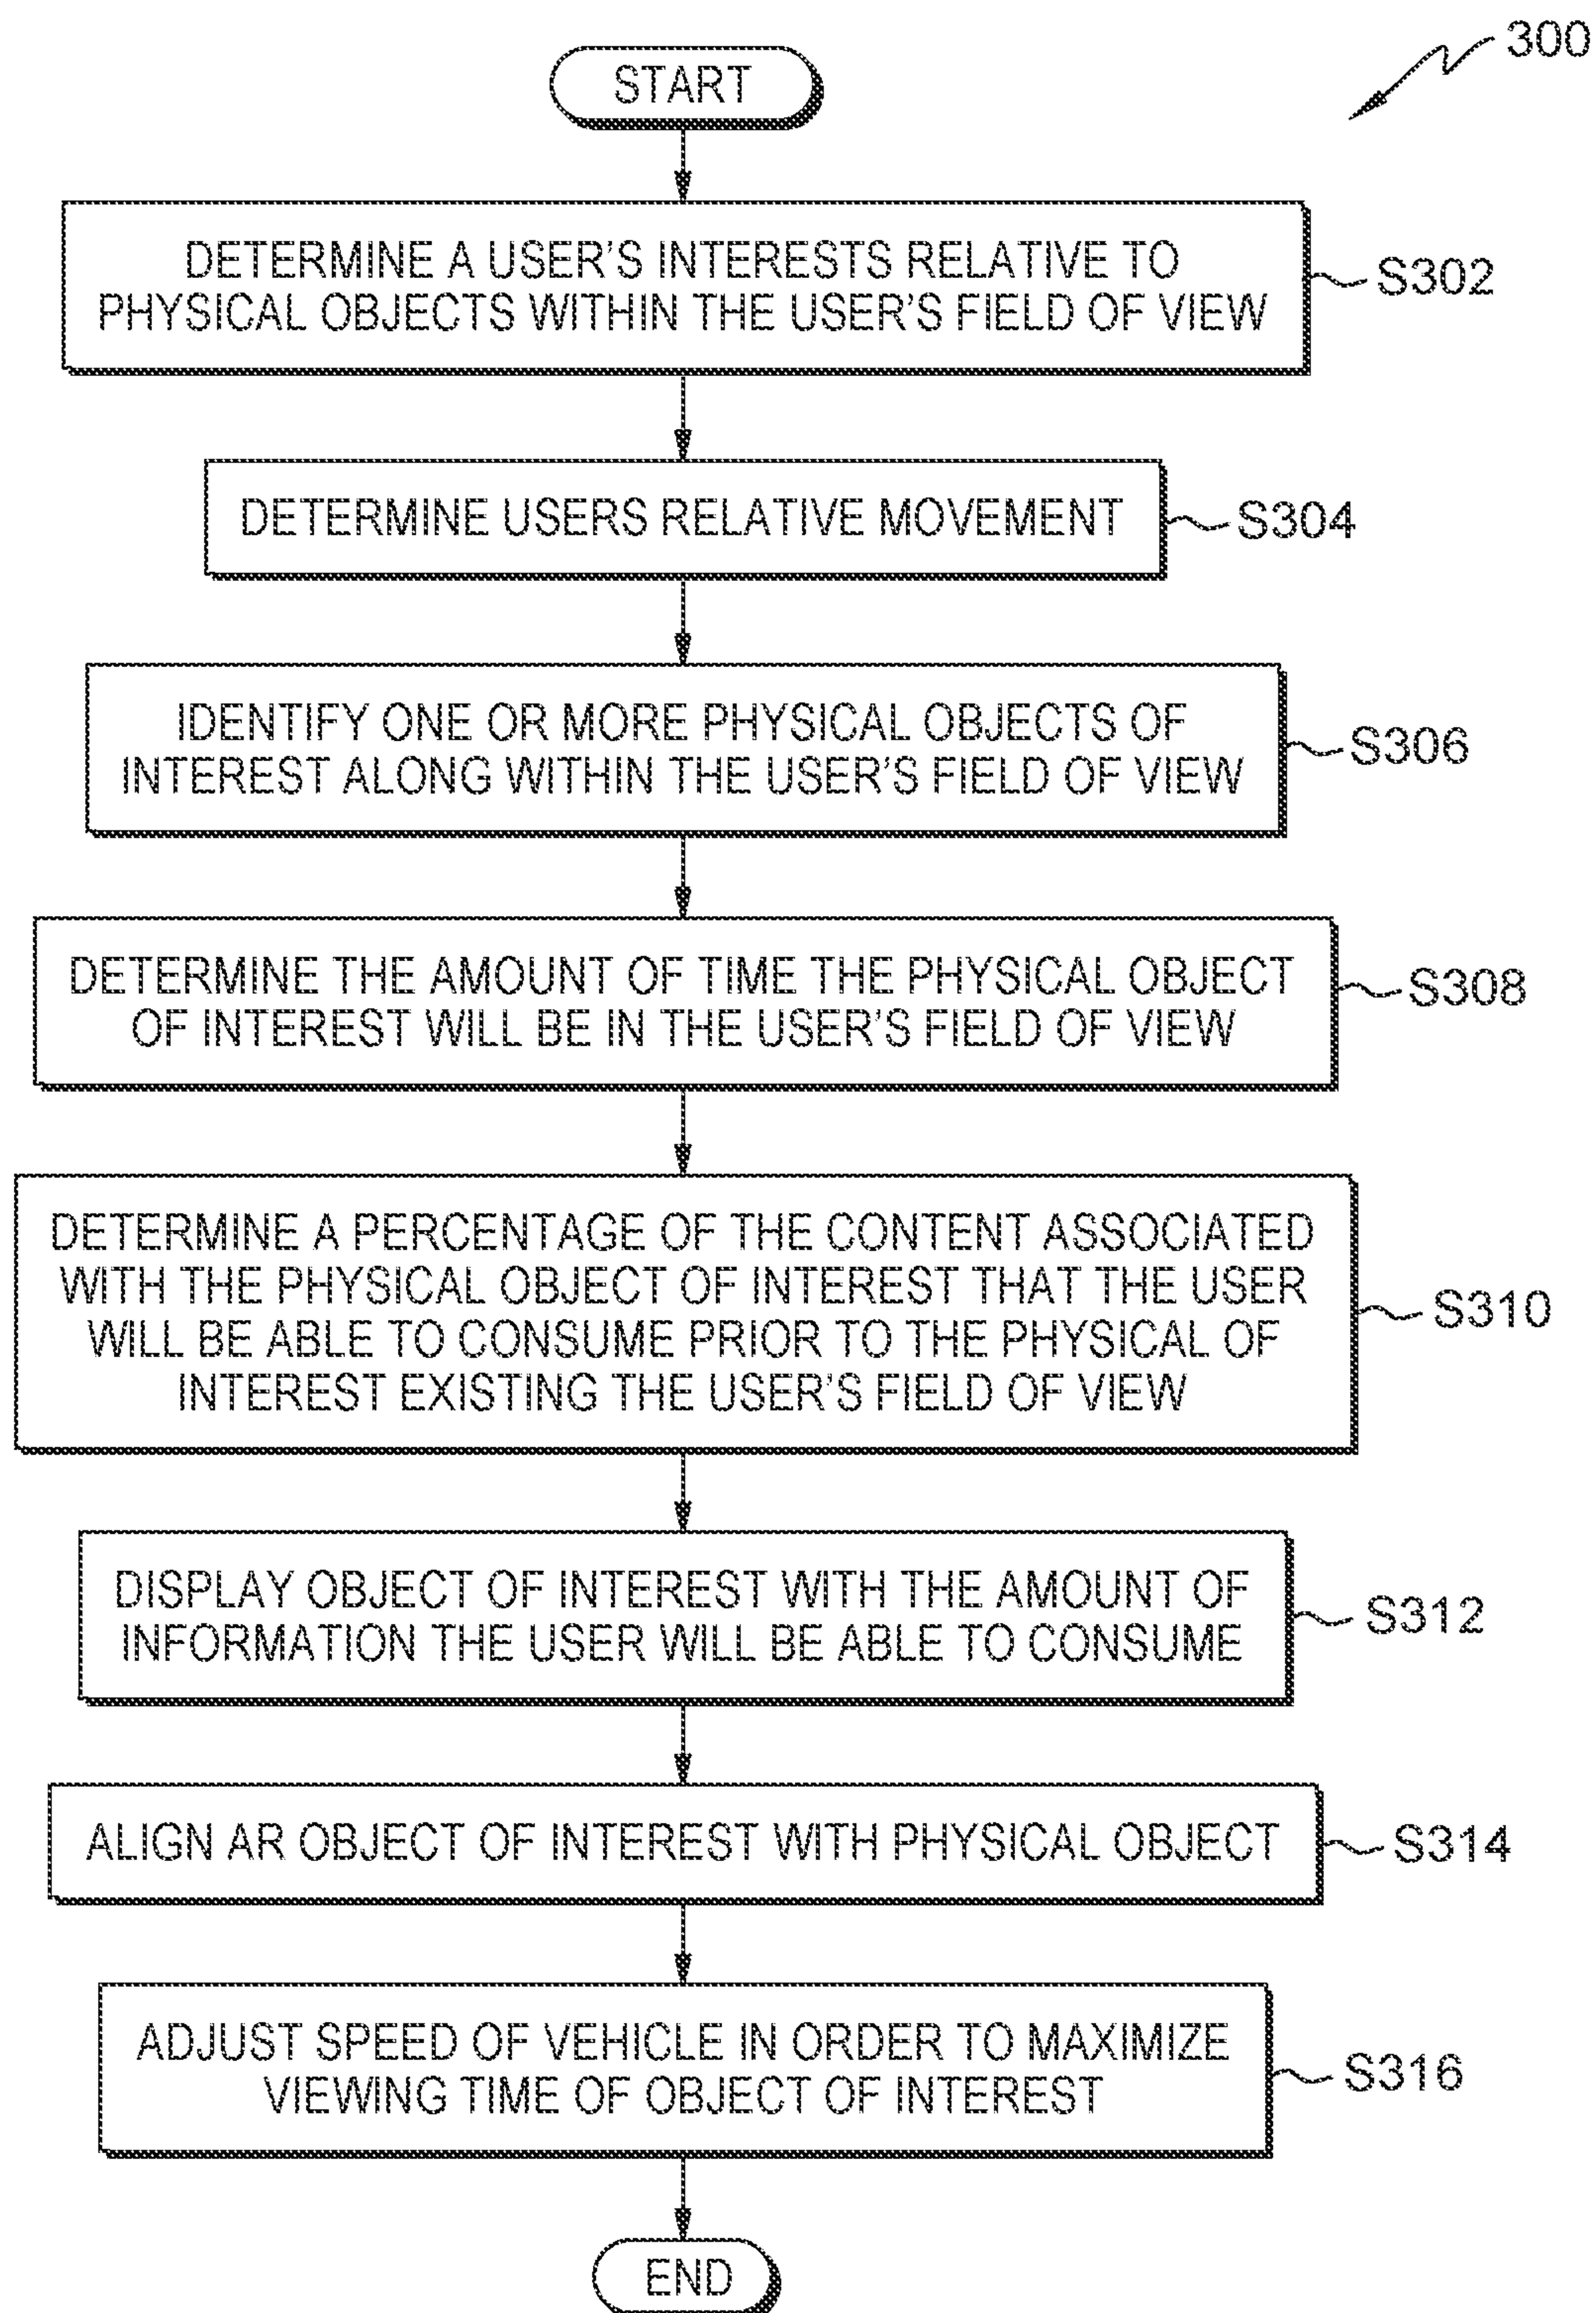 300
START
DETERMINE A USER'S INTERESTS RELATIVE TO
PHYSICAL OBJECTS WITHIN THE USER'S FIELD OF VIEW
S302
DETERMINE USERS RELATIVE MOVEMENT
S304
IDENTIFY ONE OR MORE PHYSICAL OBJECTS OF
INTEREST ALONG WITHIN THE USER'S FIELD OF VIEW
S306
DETERMINE THE AMOUNT OF TIME THE PHYSICAL OBJECT
OF INTEREST WILL BE IN THE USER'S FIELD OF VIEW
S308
DETERMINE A PERCENTAGE OF THE CONTENT ASSOCIATED
WITH THE PHYSICAL OBJECT OF INTEREST THAT THE USER
WILL BE ABLE TO CONSUME PRIOR TO THE PHYSICAL OF
INTEREST EXISTING THE USER'S FIELD OF VIEW
S310
DISPLAY OBJECT OF INTEREST WITH THE AMOUNT OF
INFORMATION THE USER WILL BE ABLE TO CONSUME
S312
ALIGN AR OBJECT OF INTEREST WITH PHYSICAL OBJECT
S314
ADJUST SPEED OF VEHICLE IN ORDER TO MAXIMIZE
VIEWING TIME OF OBJECT OF INTEREST
S316
END